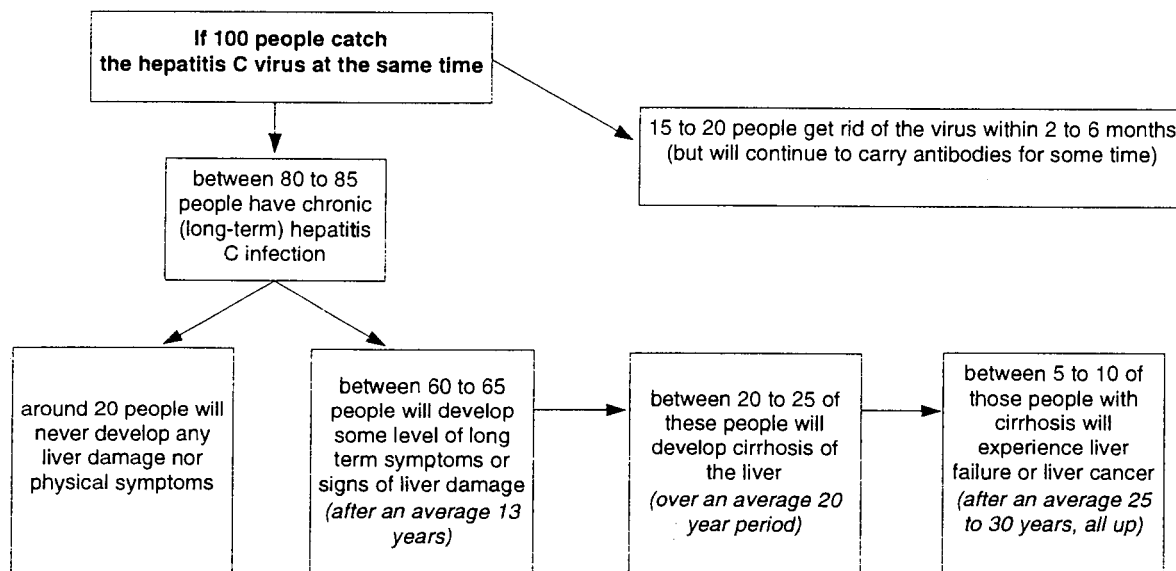 If 100 people catch
the hepatitis C virus at the same time
15 to 20 people get rid of the virus within 2 to 6 months
(but will continue to carry antibodies for some time)
between 80 to 85
people have chronic
(long-term) hepatitis
C infection
around 20 people will
never develop any
liver damage nor
physical symptoms
between 60 to 65
people will develop
some level of long
term symptoms or
signs of liver damage
(after an average 13
years)
between 20 to 25 of
these people will
develop cirrhosis of
the liver
(over an average 20
year period)
between 5 to 10 of
those people with
cirrhosis will
experience liver
failure or liver cancer
(after an average 25
to 30 years, all up)